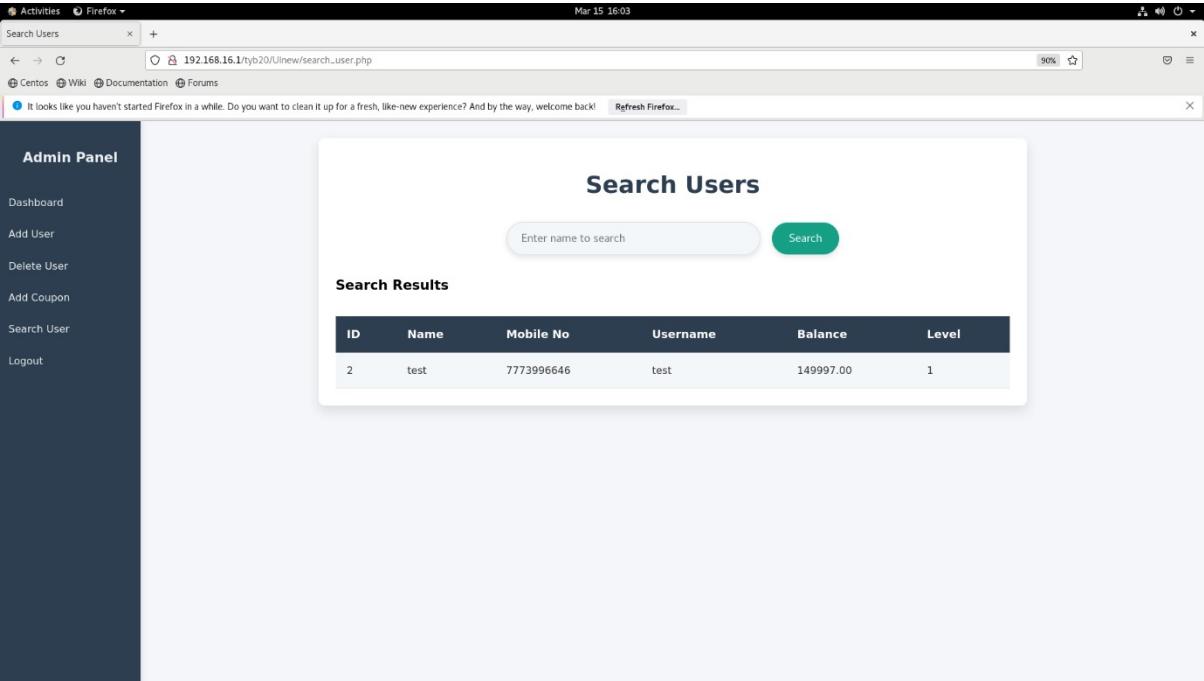 Activities Firefox Mar 15 16:03
Search Users × +
192.168.16.1/tyb20/UInew/search_user.php 90%
Centos Wiki Documentation Forums
It looks like you haven't started Firefox in a while. Do you want to clean it up for a fresh, like-new experience? And by the way, welcome back! Refresh Firefox...
Admin Panel
Dashboard
Add User
Delete User
Add Coupon
Search User
Logout
Search Users
Enter name to search Search
Search Results
ID Name Mobile No Username Balance Level
2 test 7773996646 test 149997.00 1